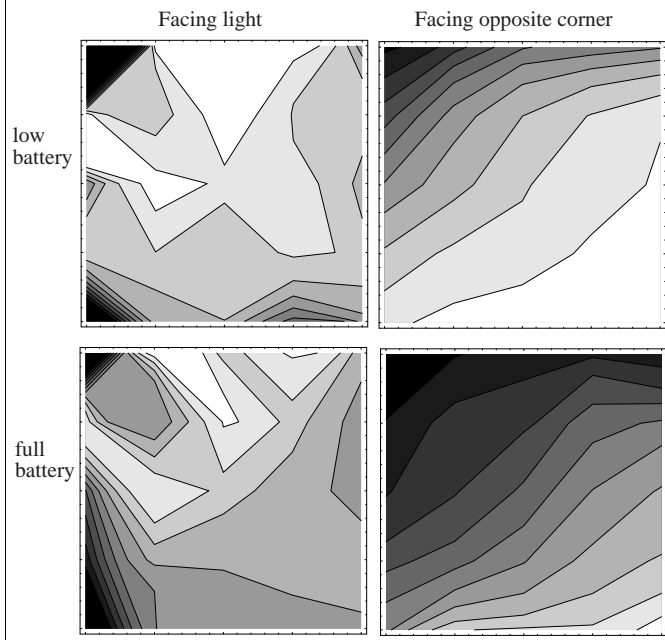 Facing light
Facing opposite corner
low
battery
full
battery